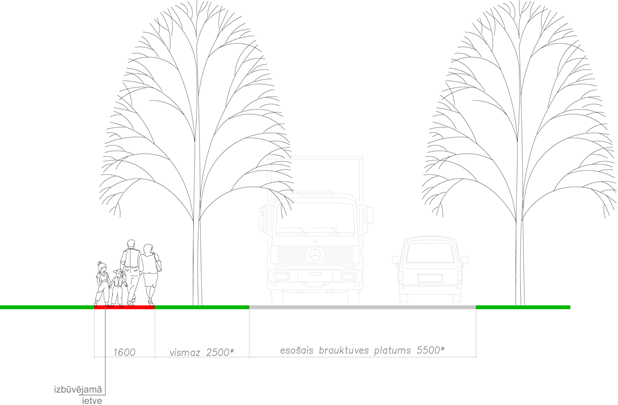 1600
vismaz 2500*
esošais brauktuves platums 5500*
izbūvējamā
ietve